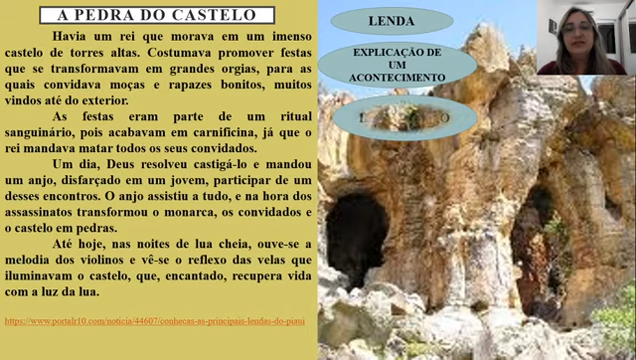 A PEDRA DO CASTELO
Havia um rei que morava em um imenso
castelo de torres altas. Costumava promover festas
que se transformavam em grandes orgias, para as
quais convidava moças e rapazes bonitos, muitos
vindos até do exterior.
As festas eram parte de um ritual
sanguinário, pois acabavam em carnificina, já que o
rei mandava matar todos os seus convidados.
Um dia, Deus resolveu castigá-lo e mandou
um anjo, disfarçado em um jovem, participar de um
desses encontros. O anjo assistiu a tudo, e na hora dos
assassinatos transformou o monarca, os convidados e
o castelo em pedras.
Até hoje, nas noites de lua cheia, ouve-se a
melodia dos violinos e vê-se o reflexo das velas que
iluminavam o castelo, que, encantado, recupera vida
com a luz da lua.
https://www.portalr10.com/noticia/44607/conhecas-as-principais-lendas-do-piaui
LENDA
EXPLICAÇÃO DE
UM
ACONTECIMENTO